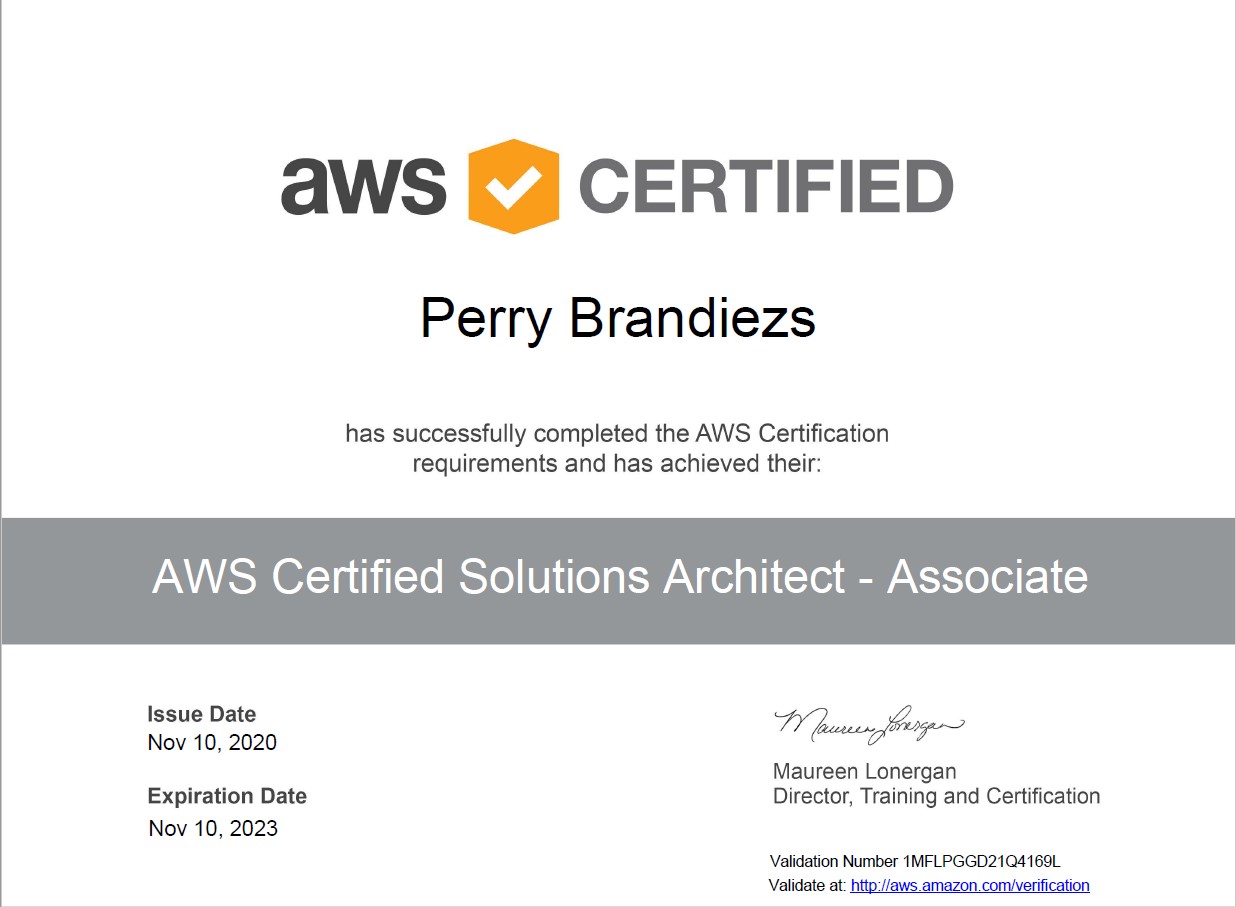 aws CERTIFIED
Perry Brandiezs
has successfully completed the AWS Certification
requirements and has achieved their:
AWS Certified Solutions Architect - Associate
Issue Date
Nov 10, 2020
Expiration Date
Nov 10, 2023
Maureen Lonergan
Maureen Lonergan
Director, Training and Certification
Validation Number 1MFLPGGD21Q4169L
Validate at: http://aws.amazon.com/verification